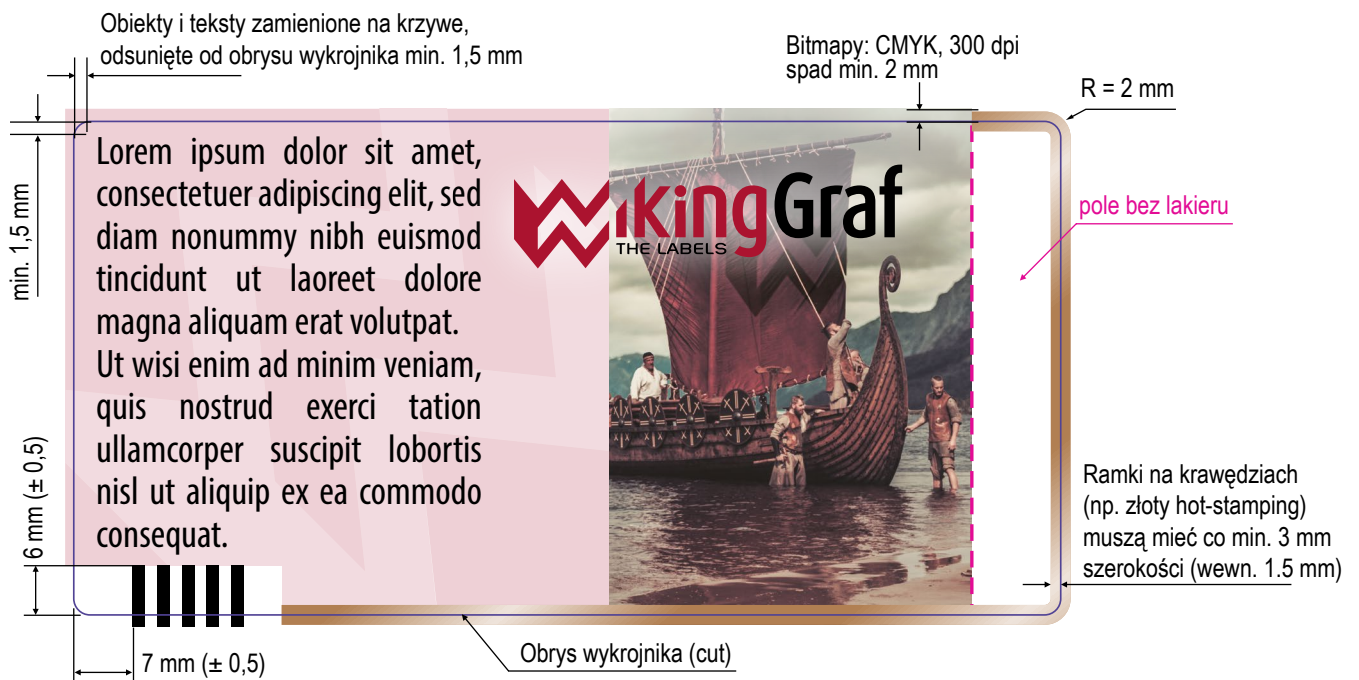 Obiekty i teksty zamienione na krzywe,
odsunięte od obrysu wykrojnika min. 1,5 mm
Bitmapy: CMYK, 300 dpi
spad min. 2 mm
R = 2 mm
min. 1,5 mm
Lorem ipsum dolor sit amet,
consectetuer adipiscing elit, sed
diam nonummy nibh euismod
tincidunt ut laoreet dolore
magna aliquam erat volutpat.
Ut wisi enim ad minim veniam,
quis nostrud exerci tation
ullamcorper suscipit lobortis
nisl ut aliquip ex ea commodo
consequat.
WikingGraf
THE LABELS
pole bez lakieru
Ramki na krawędziach
(np. złoty hot-stamping)
muszą mieć co min. 3 mm
szerokości (wewn. 1.5 mm)
6 mm (± 0,5)
7 mm (± 0,5)
Obrys wykrojnika (cut)